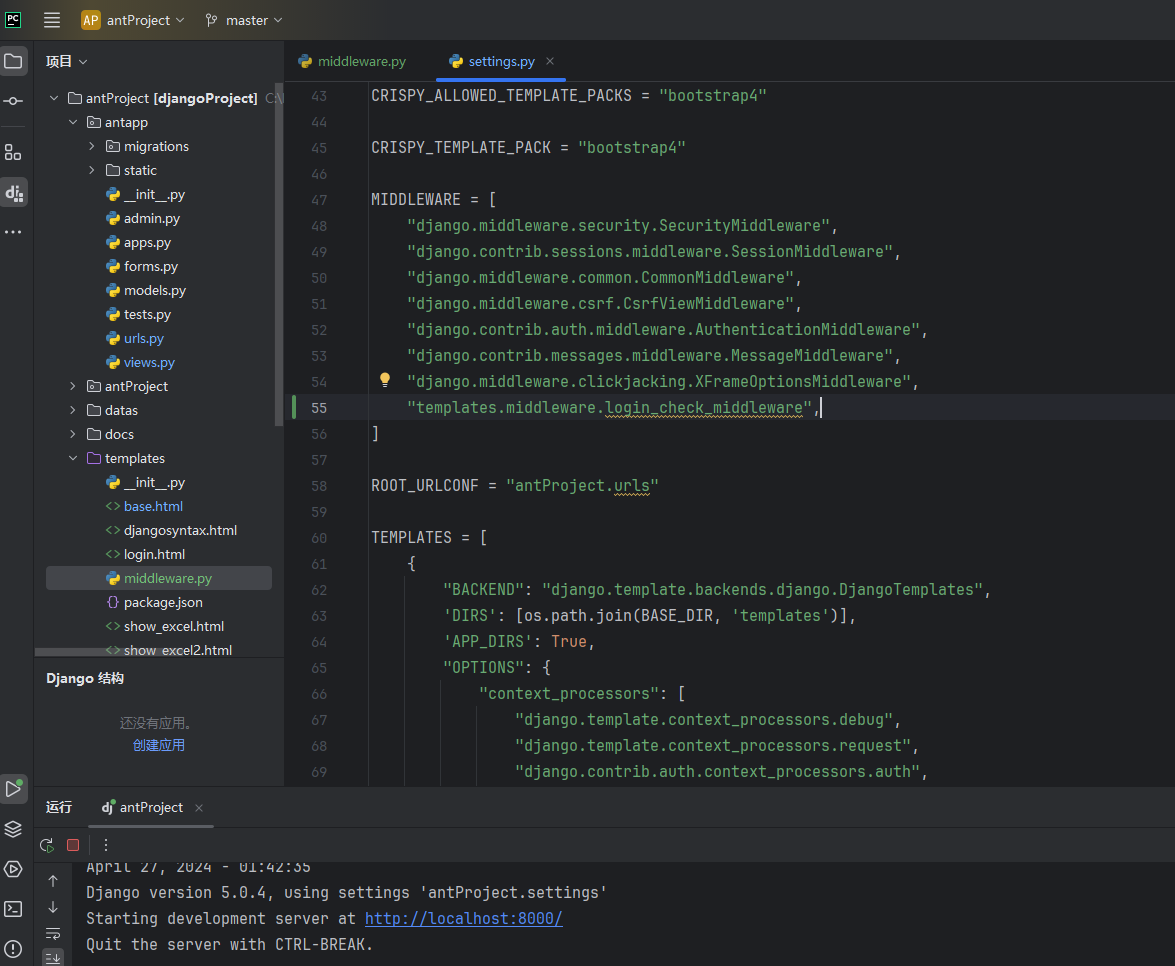 PC
AP antProject master
项目
antProject [djangoProject]
antapp
migrations
static
__init__.py
admin.py
apps.py
forms.py
models.py
tests.py
urls.py
views.py
antProject
datas
docs
templates
__init__.py
base.html
djangosyntax.html
login.html
middleware.py
package.json
show_excel.html
show_excel2.html
Django 结构
还没有应用。
创建应用
middleware.py settings.py
43 CRISPY_ALLOWED_TEMPLATE_PACKS = "bootstrap4"
44
45 CRISPY_TEMPLATE_PACK = "bootstrap4"
46
47 MIDDLEWARE = [
48 "django.middleware.security.SecurityMiddleware",
49 "django.contrib.sessions.middleware.SessionMiddleware",
50 "django.middleware.common.CommonMiddleware",
51 "django.middleware.csrf.CsrfViewMiddleware",
52 "django.contrib.auth.middleware.AuthenticationMiddleware",
53 "django.contrib.messages.middleware.MessageMiddleware",
54 "django.middleware.clickjacking.XFrameOptionsMiddleware",
55 "templates.middleware.login_check_middleware",
56 ]
57
58 ROOT_URLCONF = "antProject.urls"
59
60 TEMPLATES = [
61 {
62 "BACKEND": "django.template.backends.django.DjangoTemplates",
63 'DIRS': [os.path.join(BASE_DIR, 'templates')],
64 'APP_DIRS': True,
65 "OPTIONS": {
66 "context_processors": [
67 "django.template.context_processors.debug",
68 "django.template.context_processors.request",
69 "django.contrib.auth.context_processors.auth",
运行 dj antProject
April 27, 2024 - 01:42:35
Django version 5.0.4, using settings 'antProject.settings'
Starting development server at http://localhost:8000/
Quit the server with CTRL-BREAK.